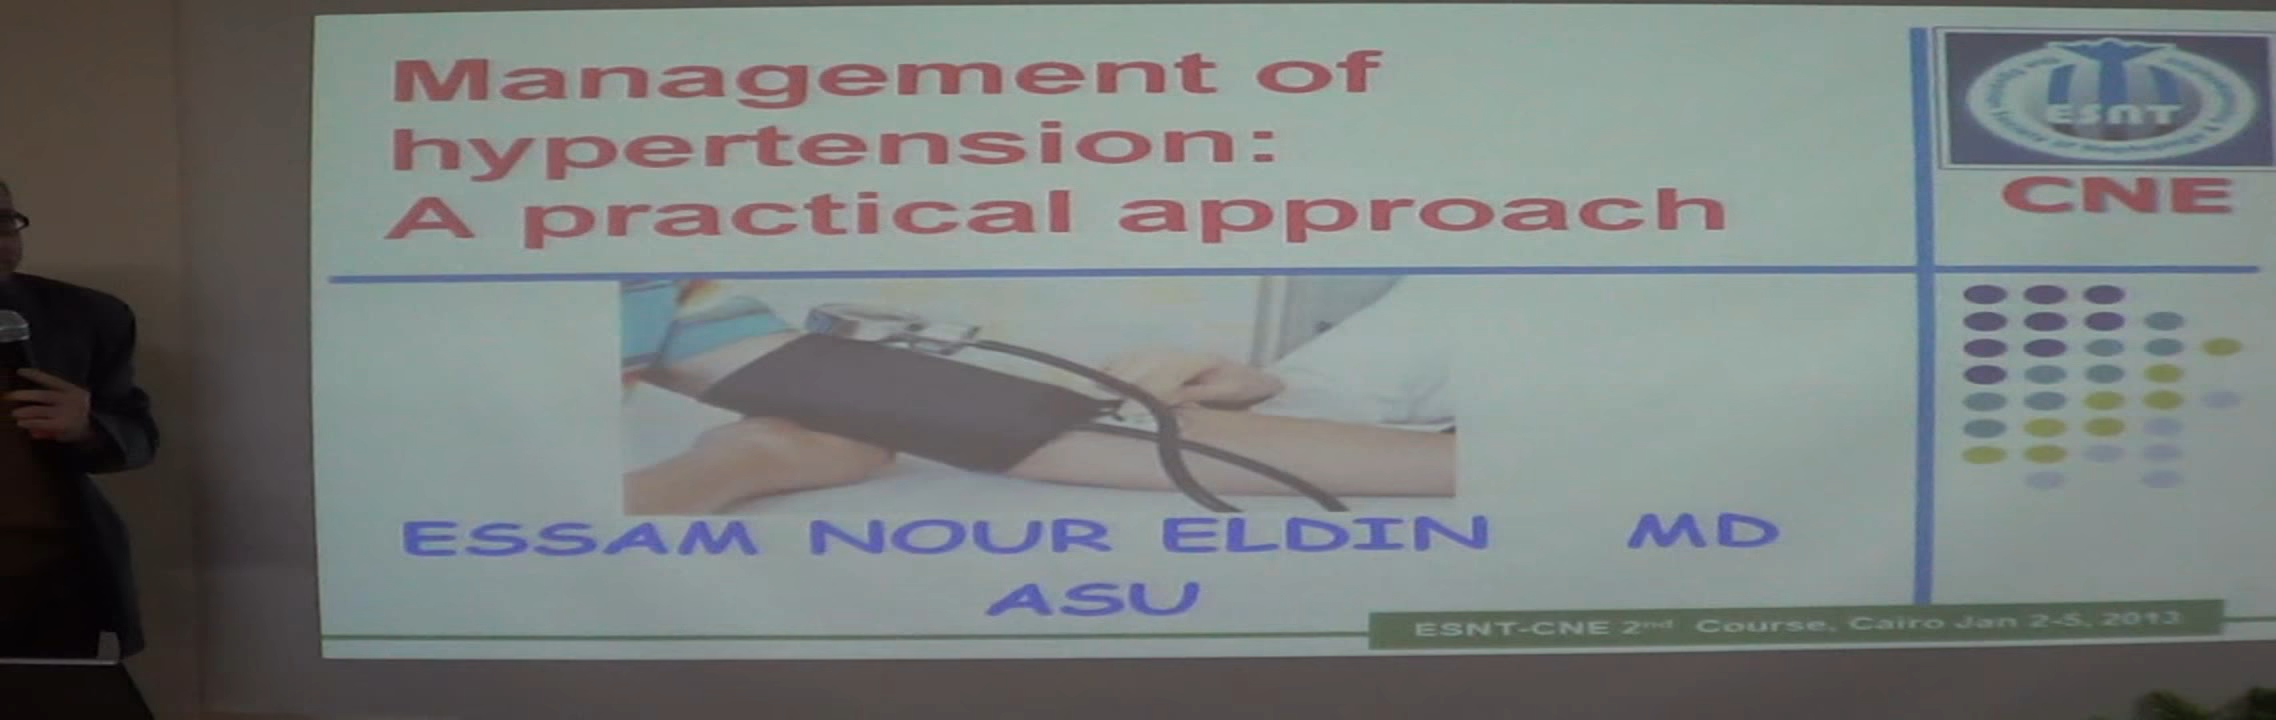 Management of
hypertension:
A practical approach
ESNT
CNE
ESSAM NOUR ELDIN MD
ASU
ESNT-CNE 2nd Course, Cairo Jan 2-5, 2013